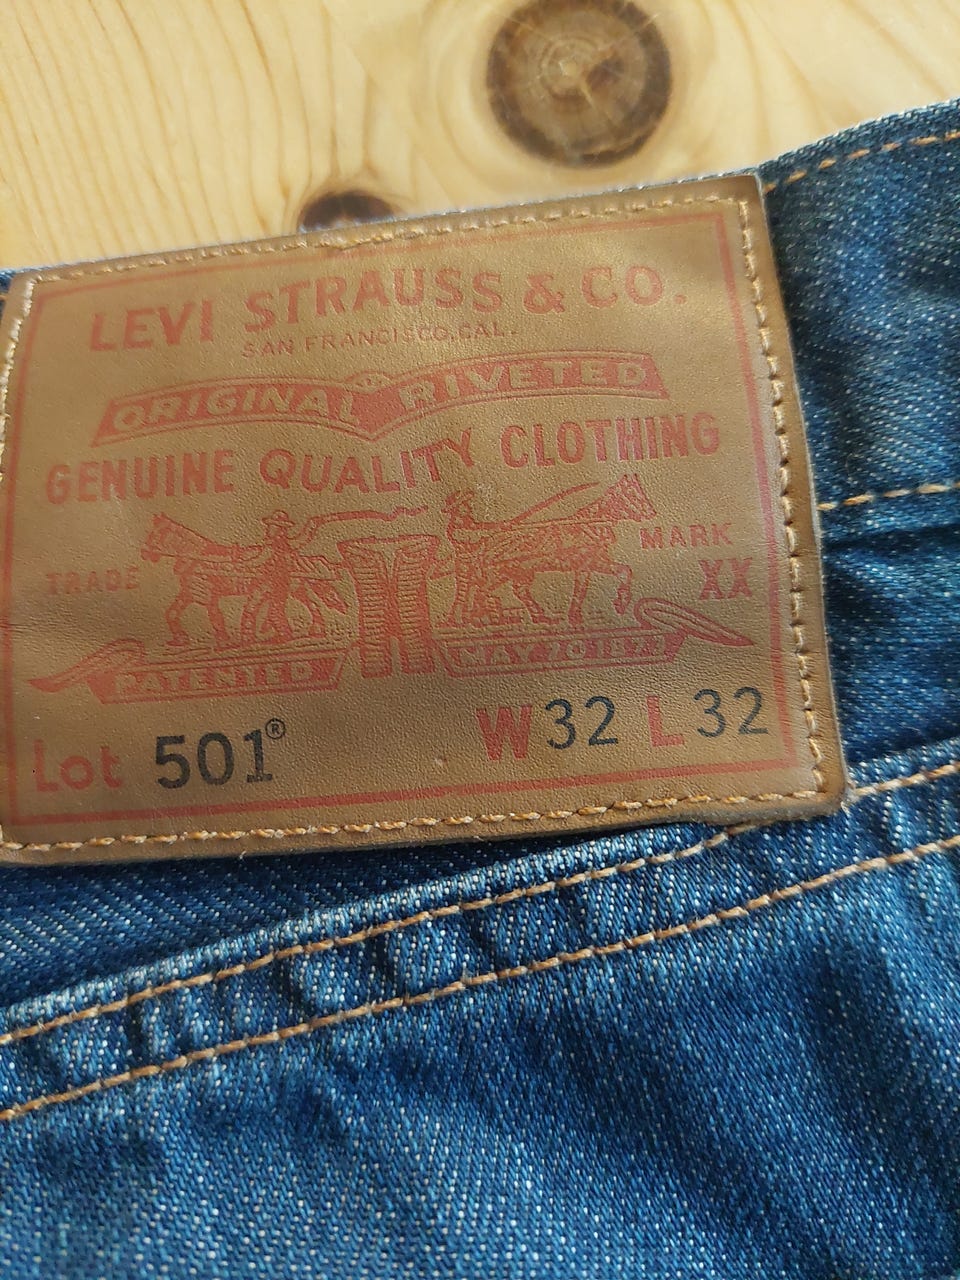 LEVI STRAUSS & CO.
SAN FRANCISCO, CAL.
ORIGINAL RIVETED
GENUINE QUALITY CLOTHING
TRADE MARK
XX
PATENTED MAY 20 1873
Lot 501® W32 L32